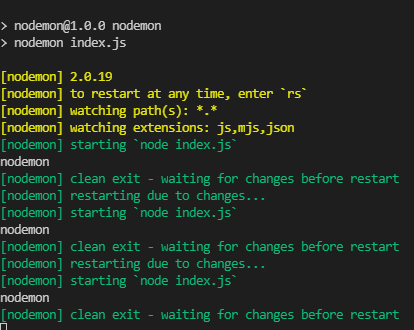 > nodemon@1.0.0 nodemon
> nodemon index.js
[nodemon] 2.0.19
[nodemon] to restart at any time, enter `rs`
[nodemon] watching path(s): *.*
[nodemon] watching extensions: js,mjs,json
[nodemon] starting `node index.js`
nodemon
[nodemon] clean exit - waiting for changes before restart
[nodemon] restarting due to changes...
[nodemon] starting `node index.js`
nodemon
[nodemon] clean exit - waiting for changes before restart
[nodemon] restarting due to changes...
[nodemon] starting `node index.js`
nodemon
[nodemon] clean exit - waiting for changes before restart